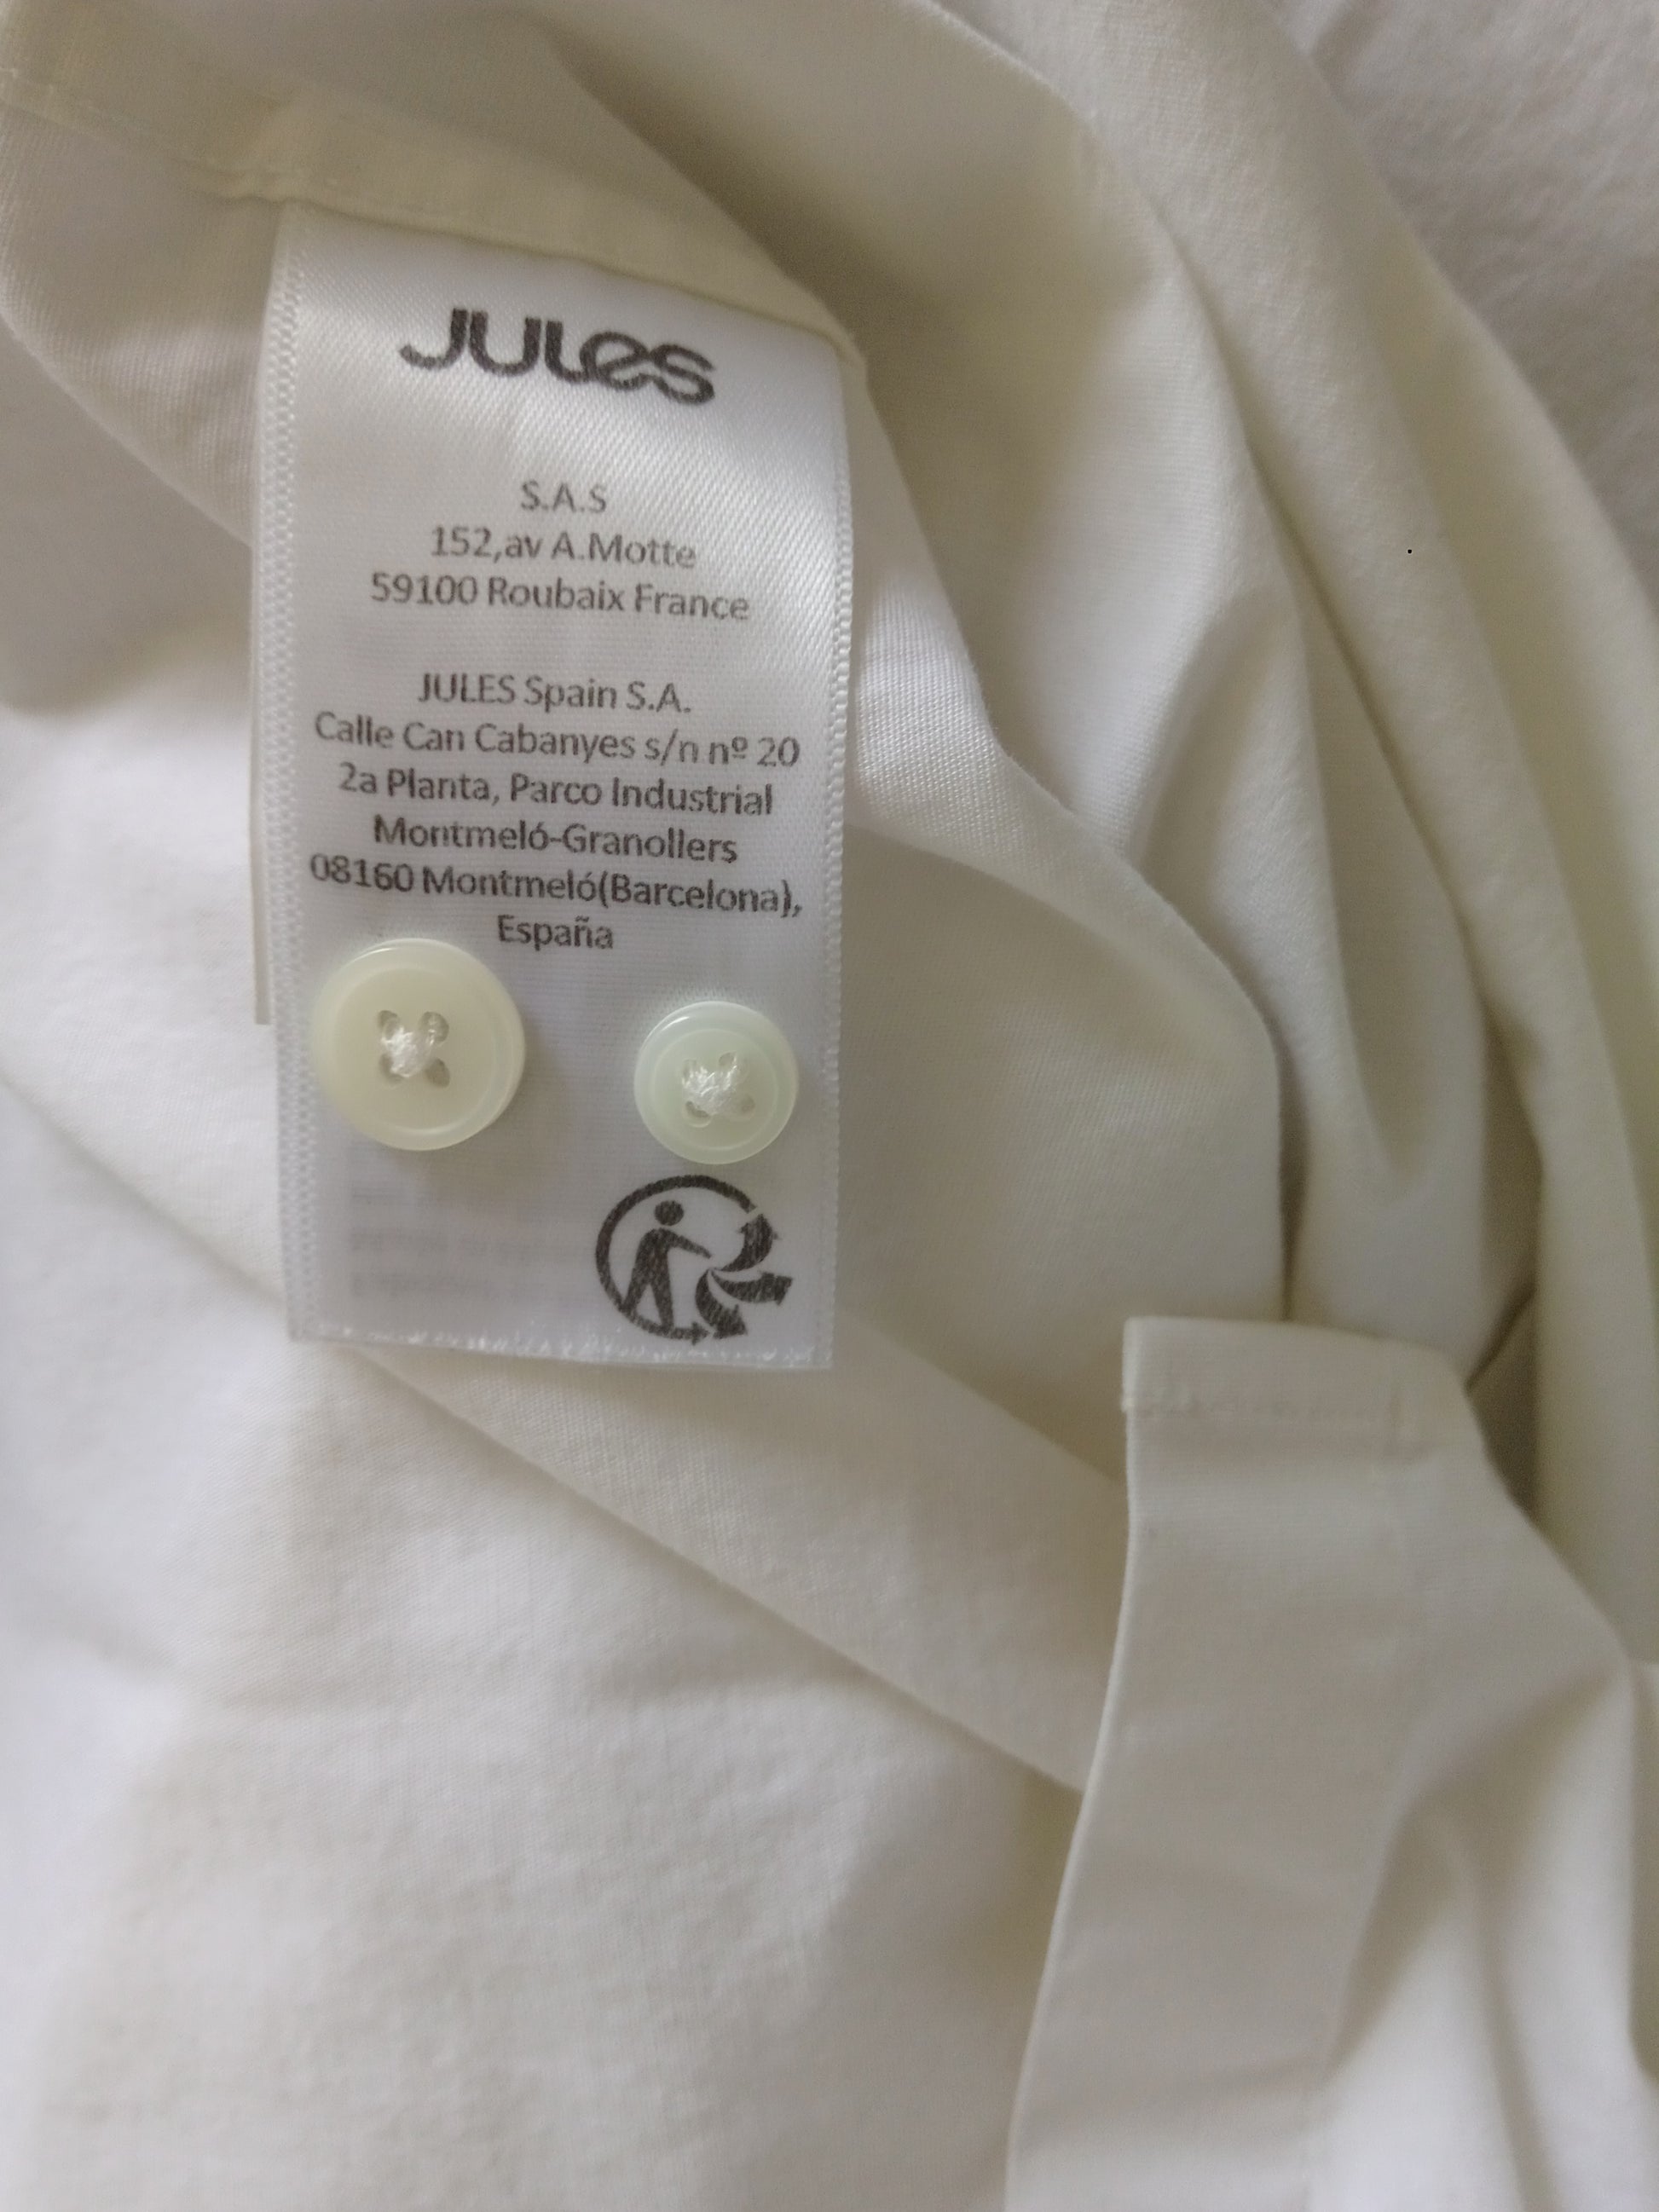 JULES
S.A.S
152,av A.Motte
59100 Roubaix France
JULES Spain S.A.
Calle Can Cabanyes s/n nº 20
2a Planta, Parco Industrial
Montmeló-Granollers
08160 Montmeló(Barcelona),
España